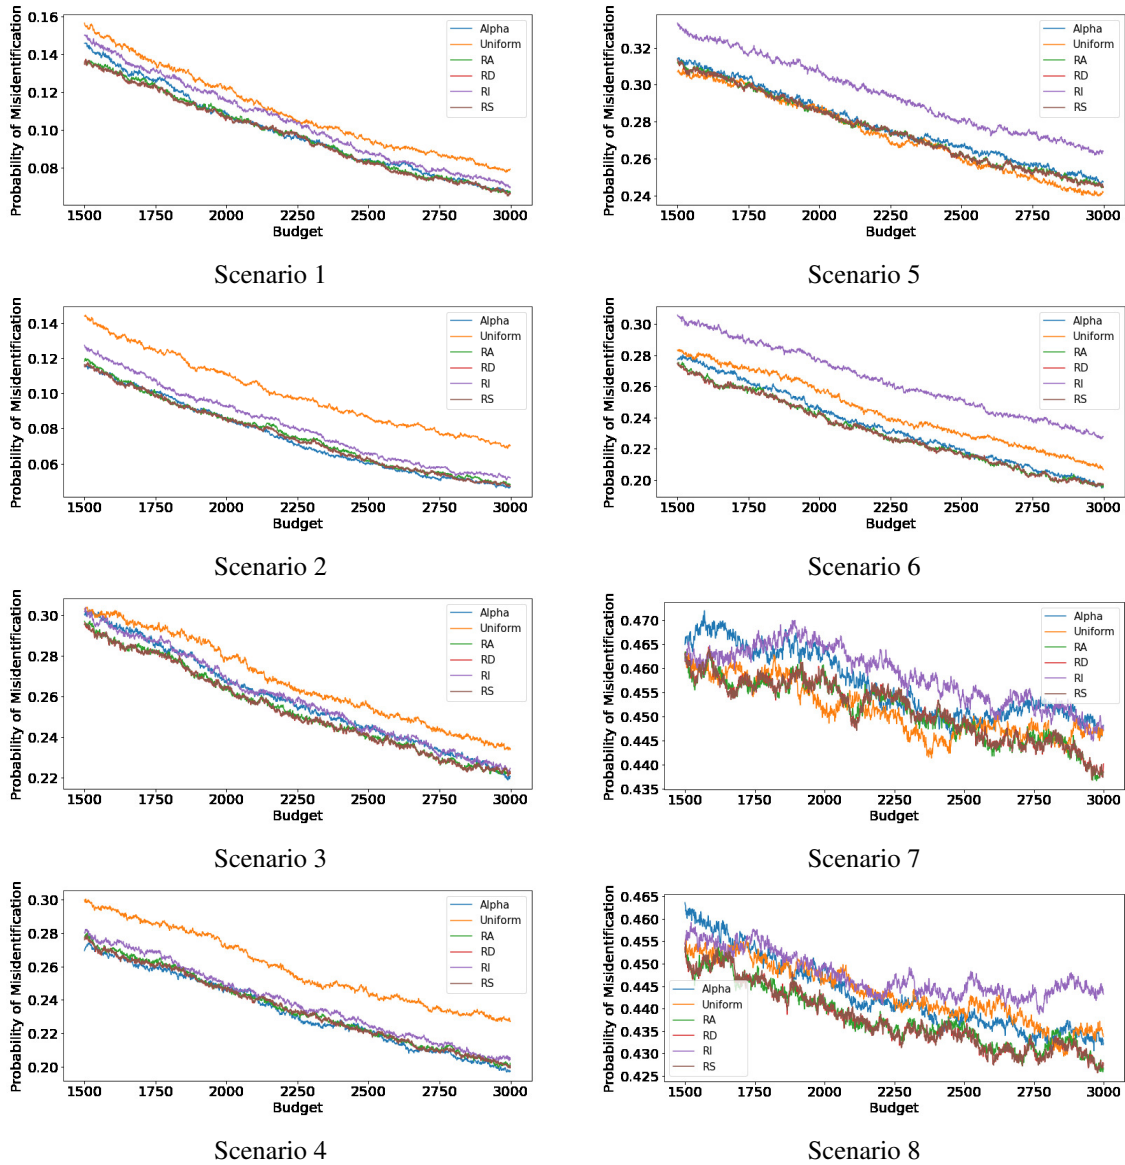 Probability of Misidentification
0.16
0.14
0.12
0.10
0.08
1500 1750 2000 2250 2500 2750 3000
Budget
Alpha
Uniform
RA
RD
RI
RS
Scenario 1
Probability of Misidentification
0.32
0.30
0.28
0.26
0.24
1500 1750 2000 2250 2500 2750 3000
Budget
Alpha
Uniform
RA
RD
RI
RS
Scenario 5
Probability of Misidentification
0.14
0.12
0.10
0.08
0.06
1500 1750 2000 2250 2500 2750 3000
Budget
Alpha
Uniform
RA
RD
RI
RS
Scenario 2
Probability of Misidentification
0.30
0.28
0.26
0.24
0.22
0.20
1500 1750 2000 2250 2500 2750 3000
Budget
Alpha
Uniform
RA
RD
RI
RS
Scenario 6
Probability of Misidentification
0.30
0.28
0.26
0.24
0.22
1500 1750 2000 2250 2500 2750 3000
Budget
Alpha
Uniform
RA
RD
RI
RS
Scenario 3
Probability of Misidentification
0.470
0.465
0.460
0.455
0.450
0.445
0.440
0.435
1500 1750 2000 2250 2500 2750 3000
Budget
Alpha
Uniform
RA
RD
RI
RS
Scenario 7
Probability of Misidentification
0.30
0.28
0.26
0.24
0.22
0.20
1500 1750 2000 2250 2500 2750 3000
Budget
Alpha
Uniform
RA
RD
RI
RS
Scenario 4
Probability of Misidentification
0.465
0.460
0.455
0.450
0.445
0.440
0.435
0.430
0.425
1500 1750 2000 2250 2500 2750 3000
Budget
Alpha
Uniform
RA
RD
RI
RS
Scenario 8